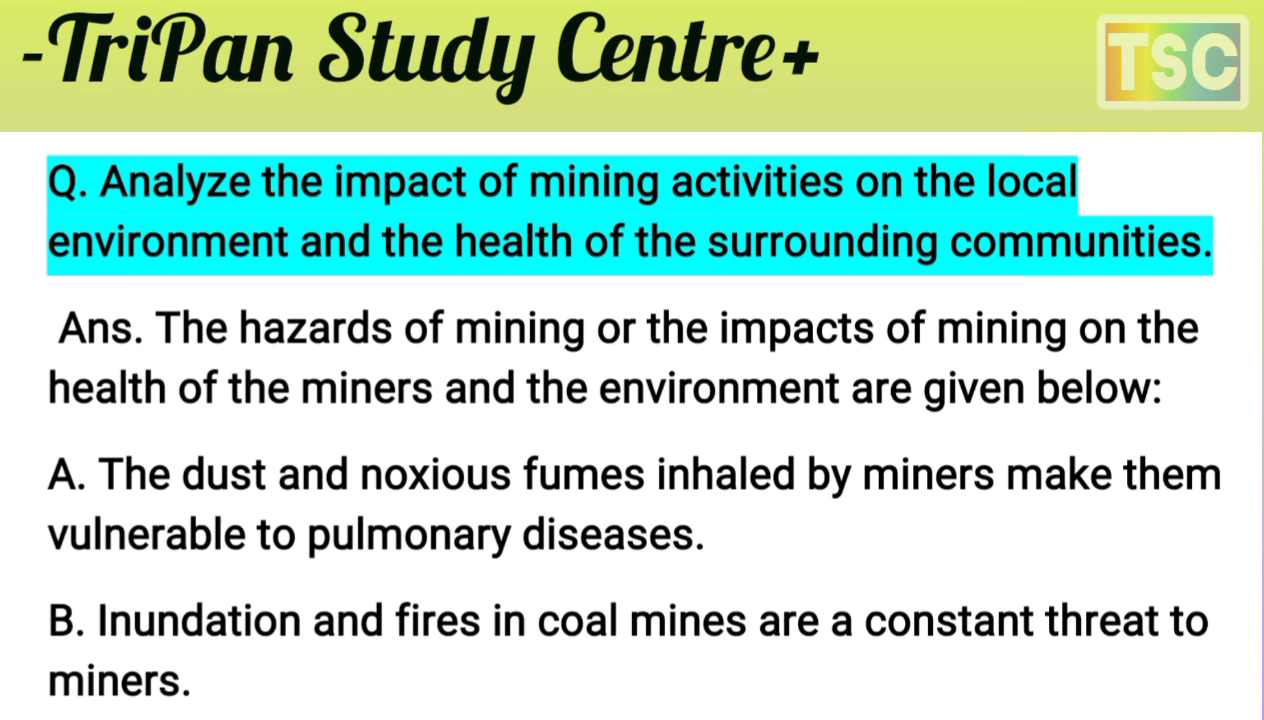 -TriPan Study Centre+
TSC
Q. Analyze the impact of mining activities on the local
environment and the health of the surrounding communities.
Ans. The hazards of mining or the impacts of mining on the
health of the miners and the environment are given below:
A. The dust and noxious fumes inhaled by miners make them
vulnerable to pulmonary diseases.
B. Inundation and fires in coal mines are a constant threat to
miners.